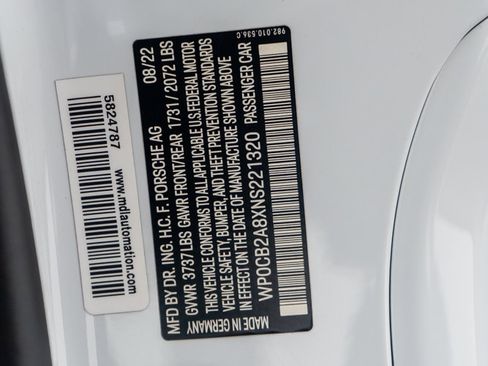 982.010.536.C
MFD BY DR. ING. H.C. F. PORSCHE AG 08/22
GVWR 3737LBS GAWR FRONT/REAR 1731/2072 LBS
THIS VEHICLE CONFORMS TO ALL APPLICABLE U.S.FEDERAL MOTOR
VEHICLE SAFETY, BUMPER, AND THEFT PREVENTION STANDARDS
IN EFFECT ON THE DATE OF MANUFACTURE SHOWN ABOVE
WP0CB2A8XNS221320 PASSENGER CAR
MADE IN GERMANY
5824787
www.mdlautomation.com